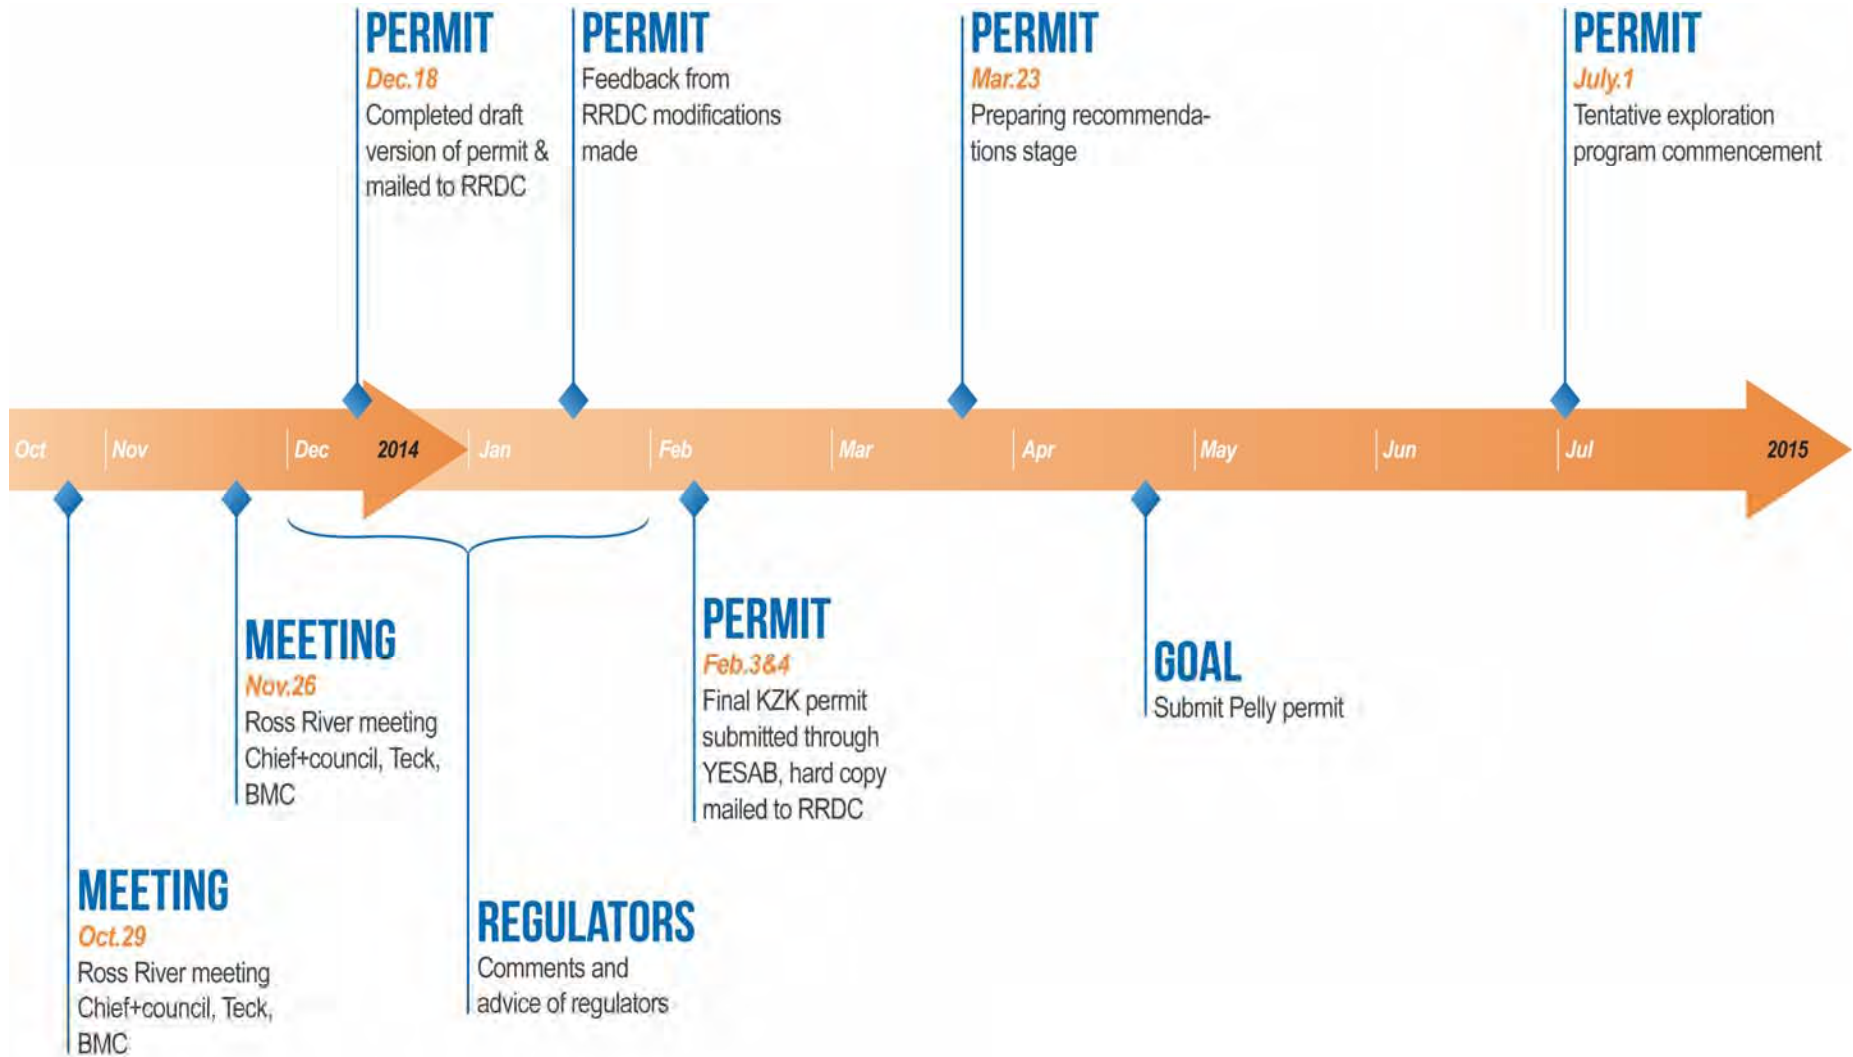 PERMIT
Dec.18
Completed draft
version of permit &
mailed to RRDC
PERMIT
Feedback from
RRDC modifications
made
PERMIT
Mar.23
Preparing recommenda-
tions stage
PERMIT
July.1
Tentative exploration
program commencement
Oct
Nov
Dec
2014
Jan
Feb
Mar
Apr
May
Jun
Jul
2015
MEETING
Oct.29
Ross River meeting
Chief+council, Teck,
BMC
MEETING
Nov.26
Ross River meeting
Chief+council, Teck,
BMC
REGULATORS
Comments and
advice of regulators
PERMIT
Feb.3&4
Final KZK permit
submitted through
YESAB, hard copy
mailed to RRDC
GOAL
Submit Pelly permit